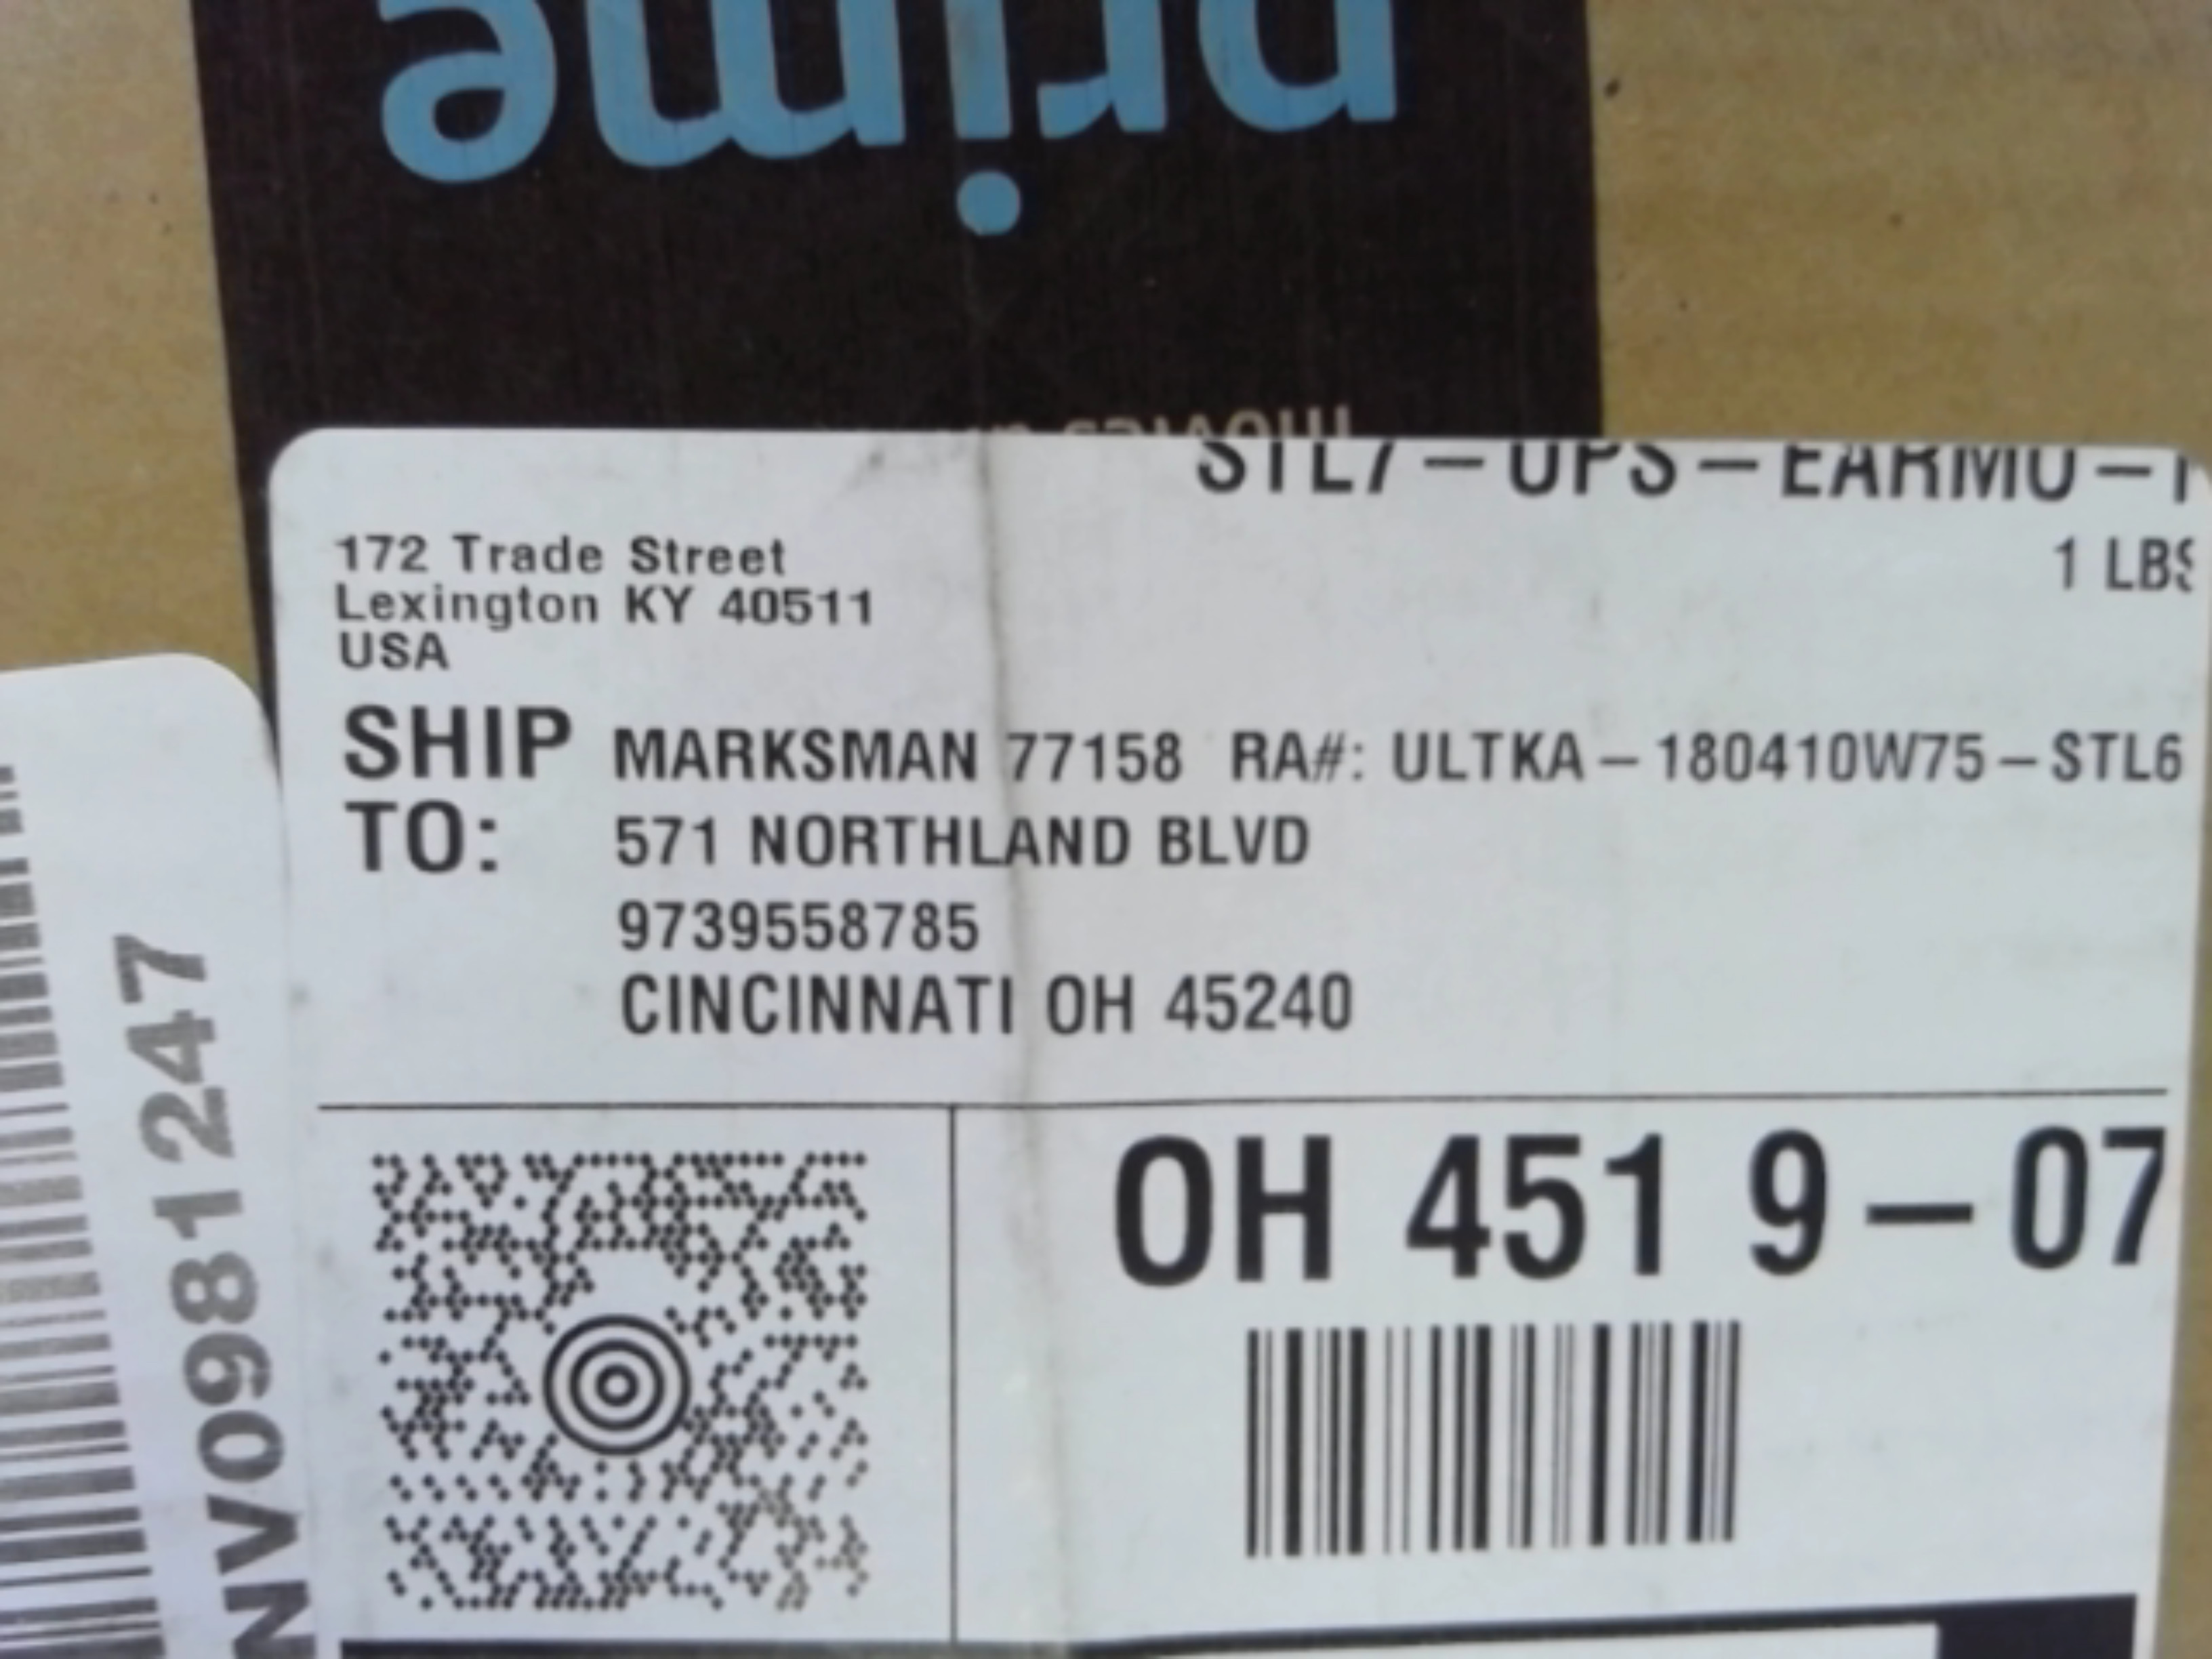 prime
STL7-UPS-EARMO-1
172 Trade Street
1 LBS
Lexington KY 40511
USA
SHIP TO:
MARKSMAN 77158 RA#: ULTKA-180410W75-STL6
571 NORTHLAND BLVD
9739558785
CINCINNATI OH 45240
OH 451 9-07
NV0981247